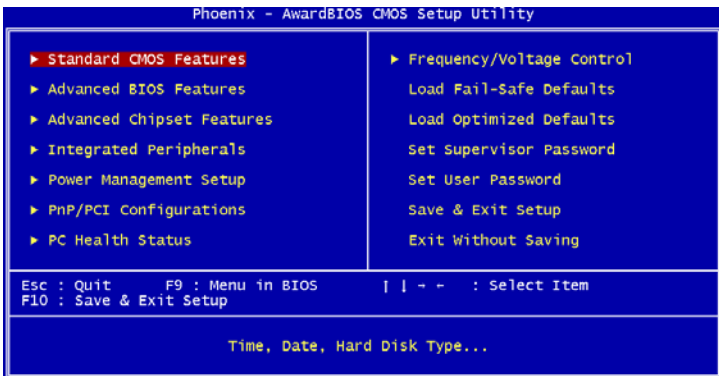 Phoenix - AwardBIOS CMOS Setup Utility
► Standard CMOS Features
► Advanced BIOS Features
► Advanced Chipset Features
► Integrated Peripherals
► Power Management Setup
► PnP/PCI Configurations
► PC Health Status
► Frequency/Voltage Control
Load Fail-Safe Defaults
Load Optimized Defaults
Set Supervisor Password
Set User Password
Save & Exit Setup
Exit Without Saving
Esc : Quit F9 : Menu in BIOS ↑ ↓ → ← : Select Item
F10 : Save & Exit Setup
Time, Date, Hard Disk Type...